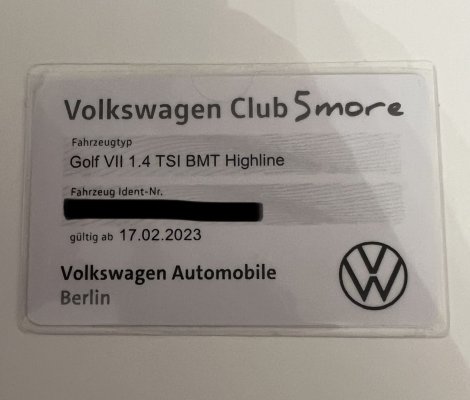 Volkswagen Club 5more
Fahrzeugtyp
Golf VII 1.4 TSI BMT Highline
Fahrzeug Ident-Nr.
gültig ab 17.02.2023
Volkswagen Automobile
Berlin